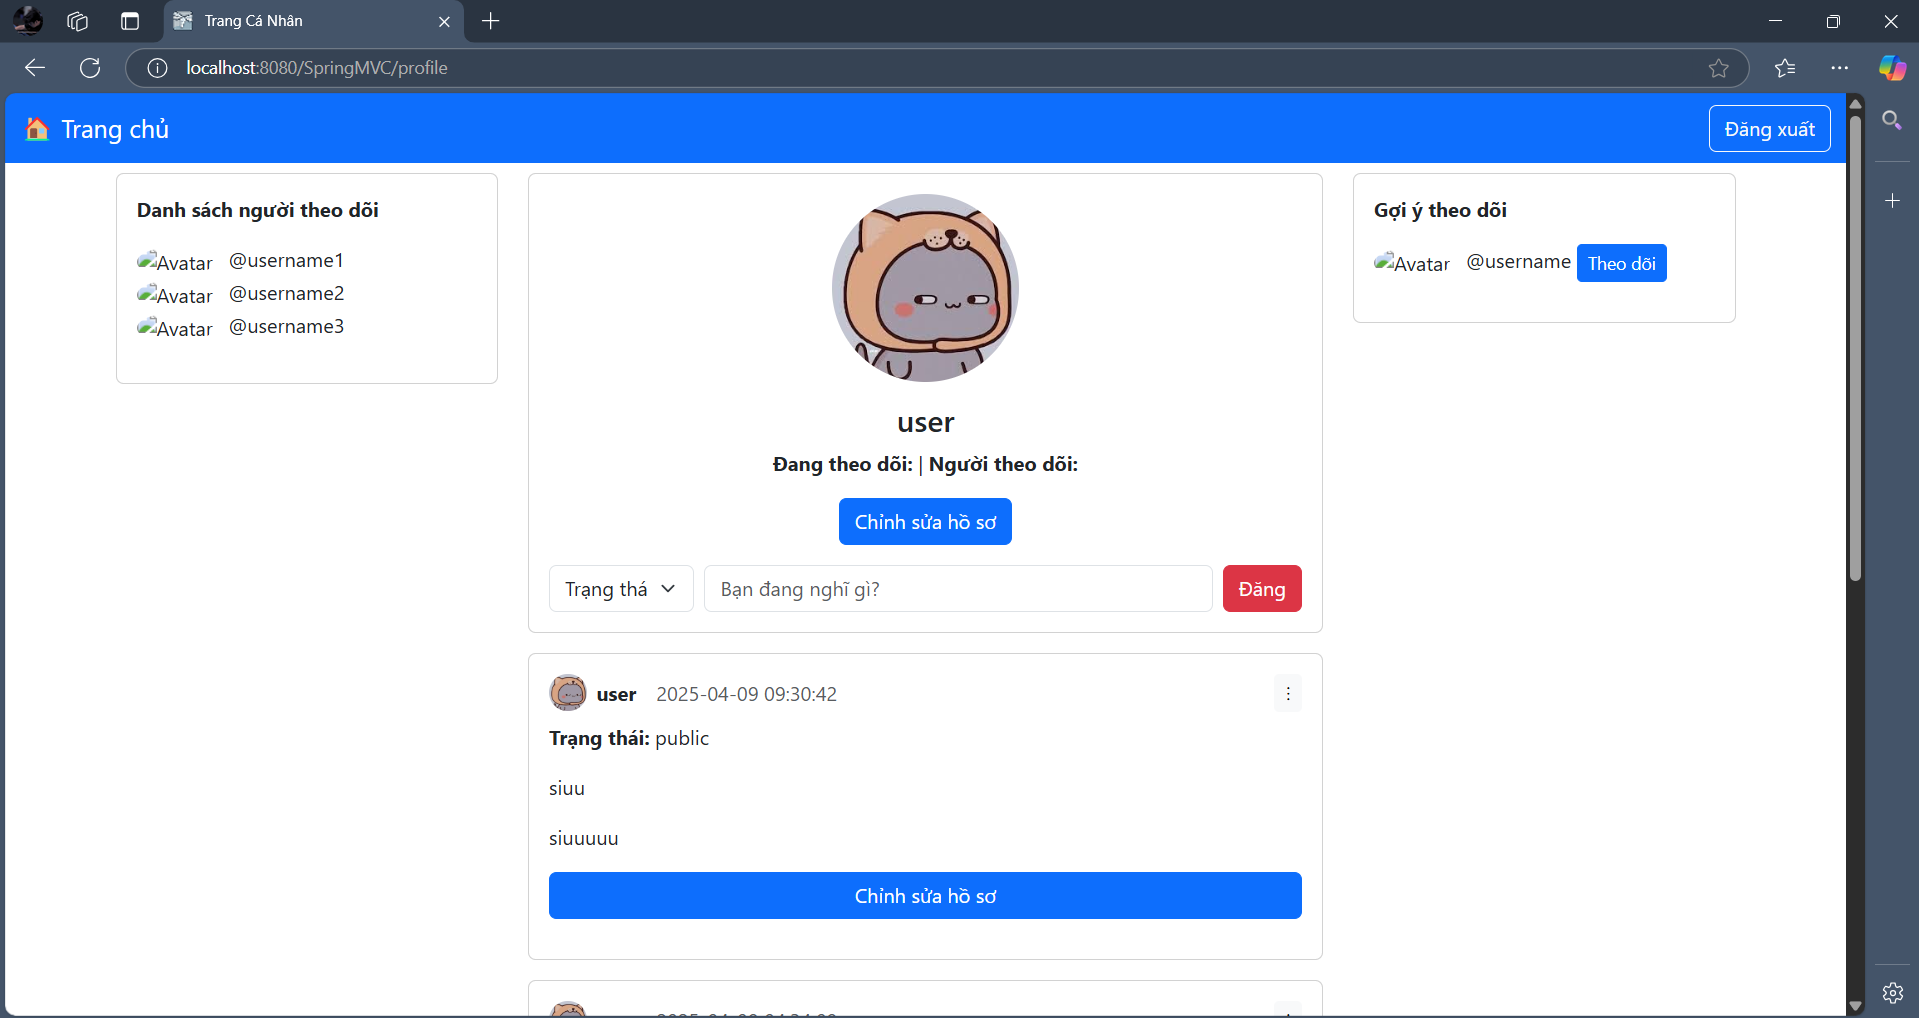 Trang Cá Nhân
localhost:8080/SpringMVC/profile
Trang chủ
Đăng xuất
Danh sách người theo dõi
Avatar @username1
Avatar @username2
Avatar @username3
user
Đang theo dõi: | Người theo dõi:
Chỉnh sửa hồ sơ
Trạng thá
Bạn đang nghĩ gì?
Đăng
user 2025-04-09 09:30:42
Trạng thái: public
siuu
siuuuuu
Chỉnh sửa hồ sơ
Gợi ý theo dõi
Avatar @username Theo dõi